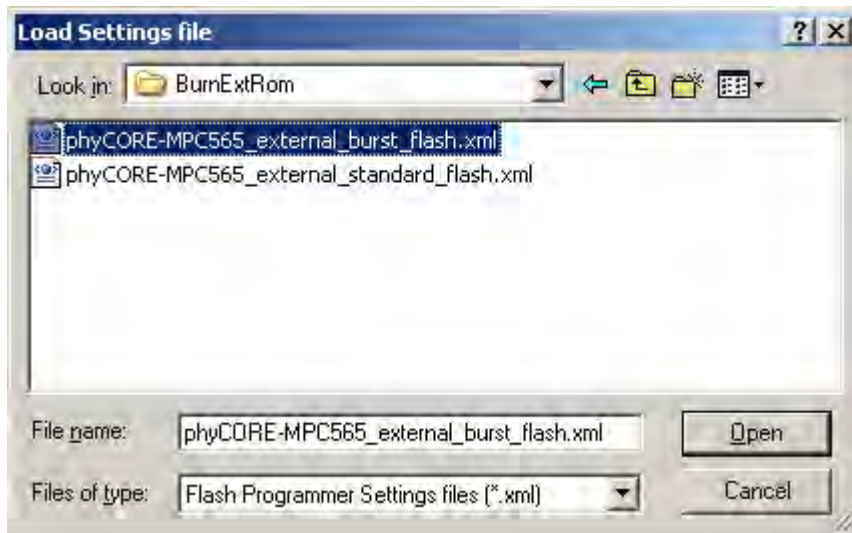 Load Settings file
Look in: BurnExtRom
phyCORE-MPC565_external_burst_flash.xml
phyCORE-MPC565_external_standard_flash.xml
File name: phyCORE-MPC565_external_burst_flash.xml Open
Files of type: Flash Programmer Settings files (*.xml) Cancel